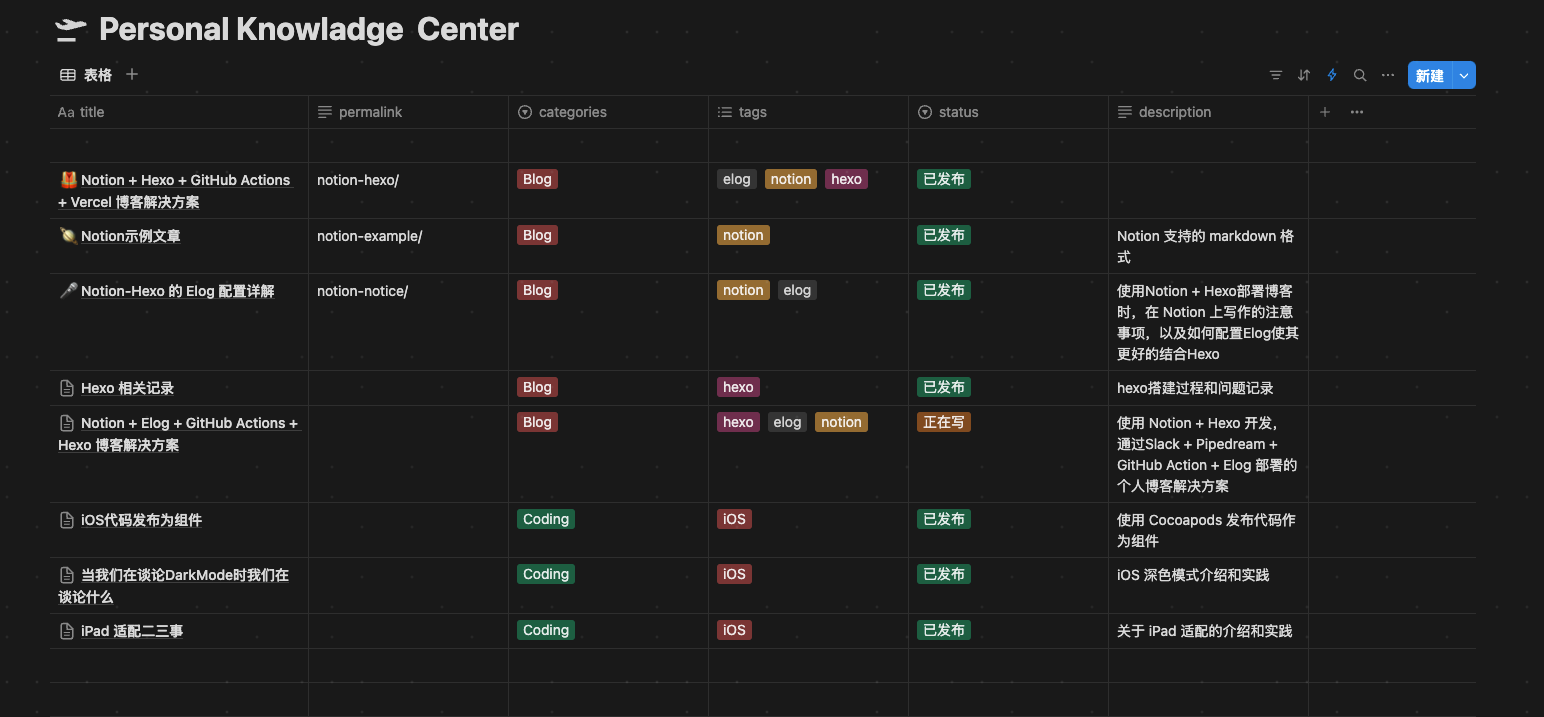 Personal Knowladge Center
表格
新建
Aa title permalink categories tags status description
Notion + Hexo + GitHub Actions notion-hexo/ Blog elog notion hexo 已发布
+ Vercel 博客解决方案
Notion示例文章 notion-example/ Blog notion 已发布 Notion 支持的 markdown 格
式
Notion-Hexo 的 Elog 配置详解 notion-notice/ Blog notion elog 已发布 使用Notion + Hexo部署博客
时，在 Notion 上写作的注意
事项，以及如何配置Elog使其
更好的结合Hexo
Hexo 相关记录 Blog hexo 已发布 hexo搭建过程和问题记录
Notion + Elog + GitHub Actions + Blog hexo elog notion 正在写 使用 Notion + Hexo 开发，
Hexo 博客解决方案 通过Slack + Pipedream +
GitHub Action + Elog 部署的
个人博客解决方案
iOS代码发布为组件 Coding iOS 已发布 使用 Cocoapods 发布代码作
为组件
当我们在谈论DarkMode时我们在 Coding iOS 已发布 iOS 深色模式介绍和实践
谈论什么
iPad 适配二三事 Coding iOS 已发布 关于 iPad 适配的介绍和实践